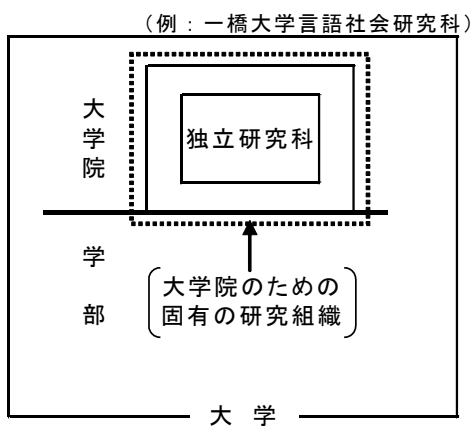 （例：一橋大学言語社会研究科）
大学院
独立研究科
学部
大学院のための
固有の研究組織
大学